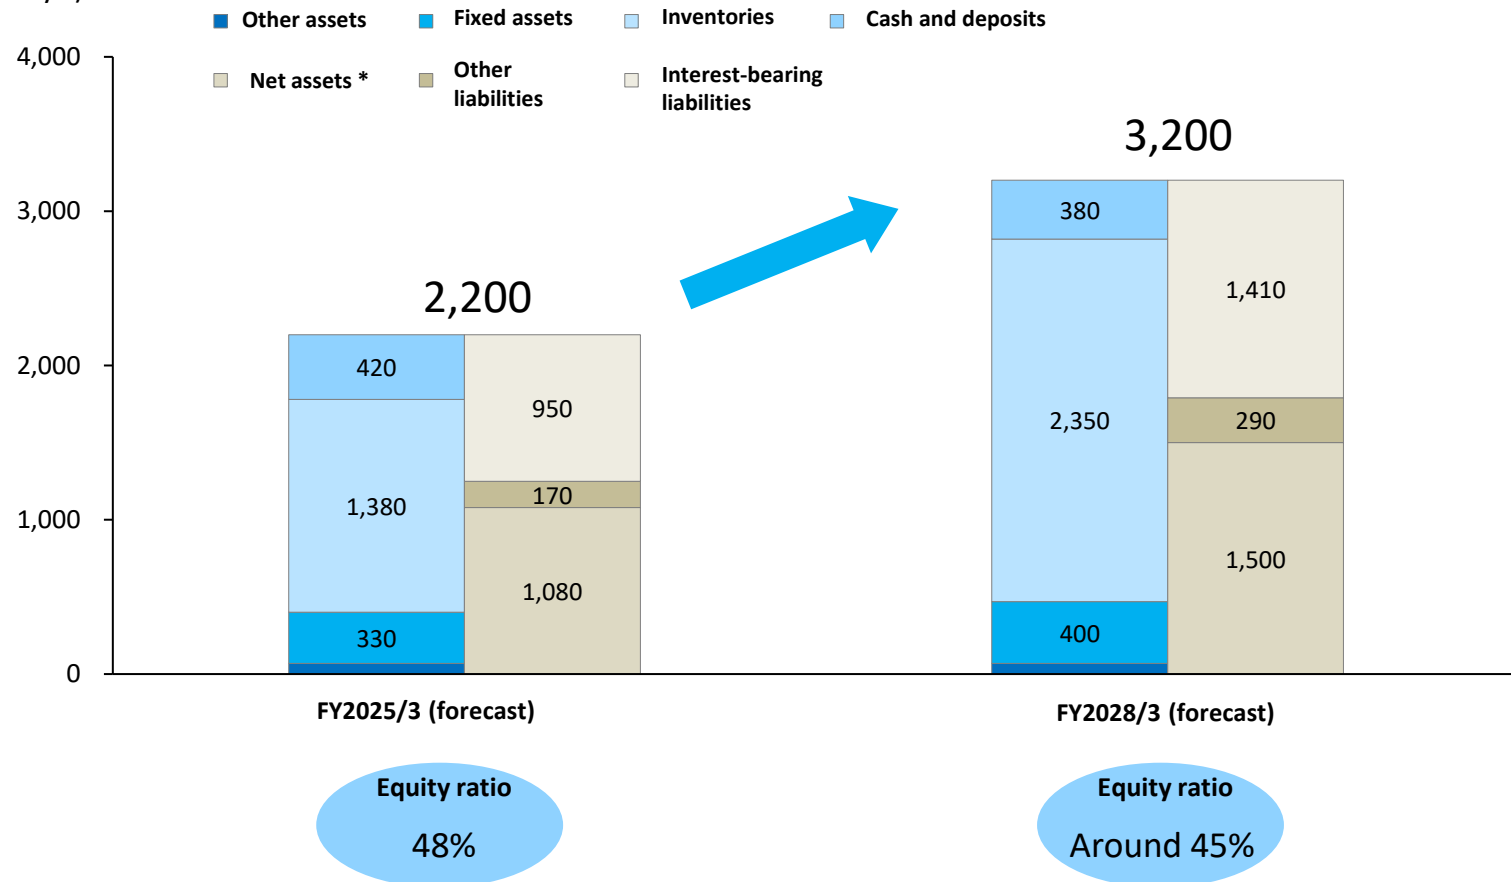 Other assets
Fixed assets
Inventories
Cash and deposits
Net assets *
Other
liabilities
Interest-bearing
liabilities
4,000
3,000
2,000
1,000
0
2,200
420
950
1,380
170
330
1,080
3,200
380
1,410
2,350
290
400
1,500
FY2025/3 (forecast)
FY2028/3 (forecast)
Equity ratio
48%
Equity ratio
Around 45%